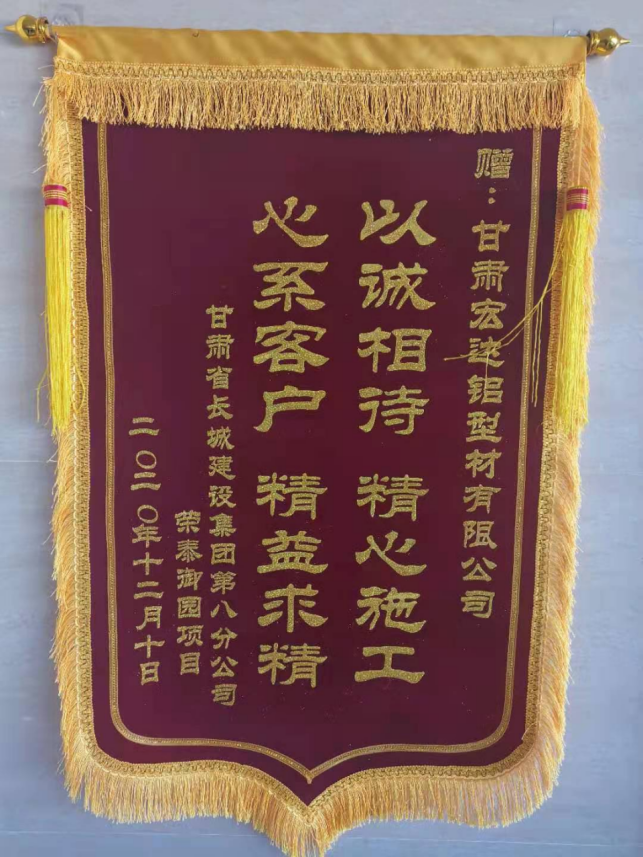 赠：甘肃宏达铝型材有限公司
以诚相待 精心施工
心系客户 精益求精
甘肃省长城建设集团第八分公司
荣泰御园项目
二〇二〇年十二月十日